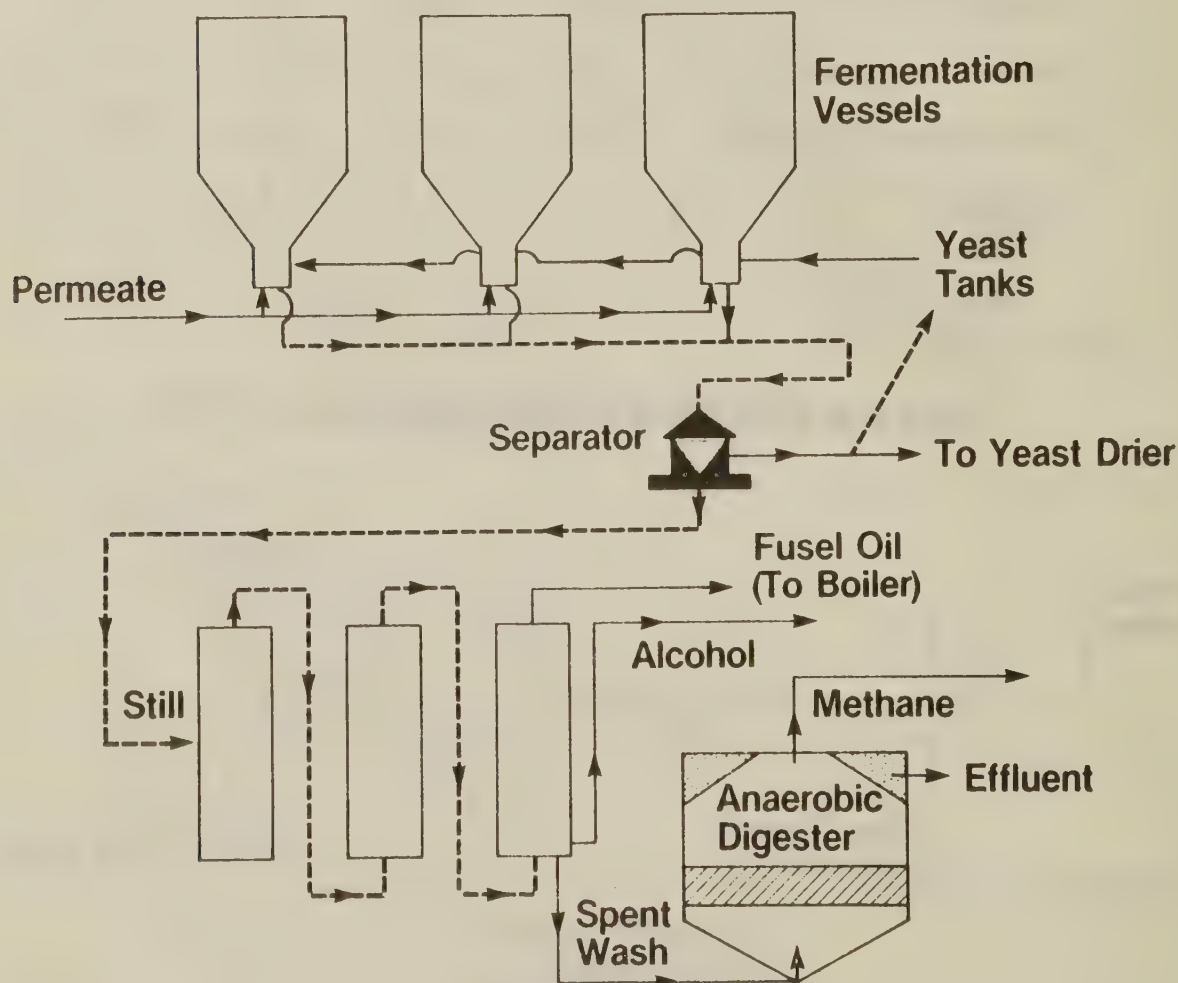 Fermentation
Vessels
Yeast
Tanks
Permeate
Separator
To Yeast Drier
Fusel Oil
(To Boiler)
Alcohol
Still
Methane
Effluent
Anaerobic
Digester
Spent
Wash